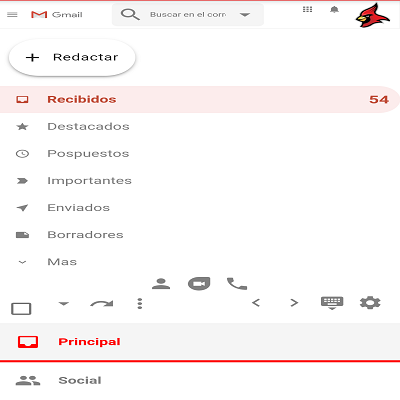 Gmail
Buscar en el corr
Redactar
Recibidos 54
Destacados
Pospuestos
Importantes
Enviados
Borradores
Mas
Principal
Social